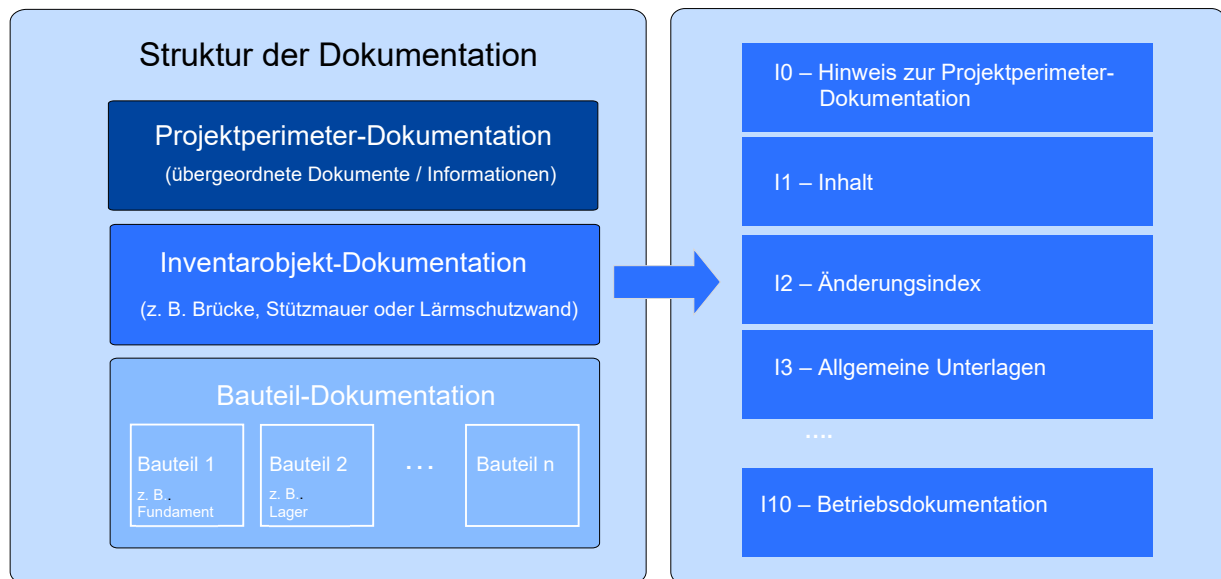 Struktur der Dokumentation
Projektperimeter-Dokumentation
(übergeordnete Dokumente / Informationen)
Inventarobjekt-Dokumentation
(z. B. Brücke, Stützmauer oder Lärmschutzwand)
Bauteil-Dokumentation
Bauteil 1
z. B..
Fundament
Bauteil 2
z. B..
Lager
...
Bauteil n
I0 – Hinweis zur Projektperimeter-
Dokumentation
I1 – Inhalt
I2 – Änderungsindex
I3 – Allgemeine Unterlagen
....
I10 – Betriebsdokumentation